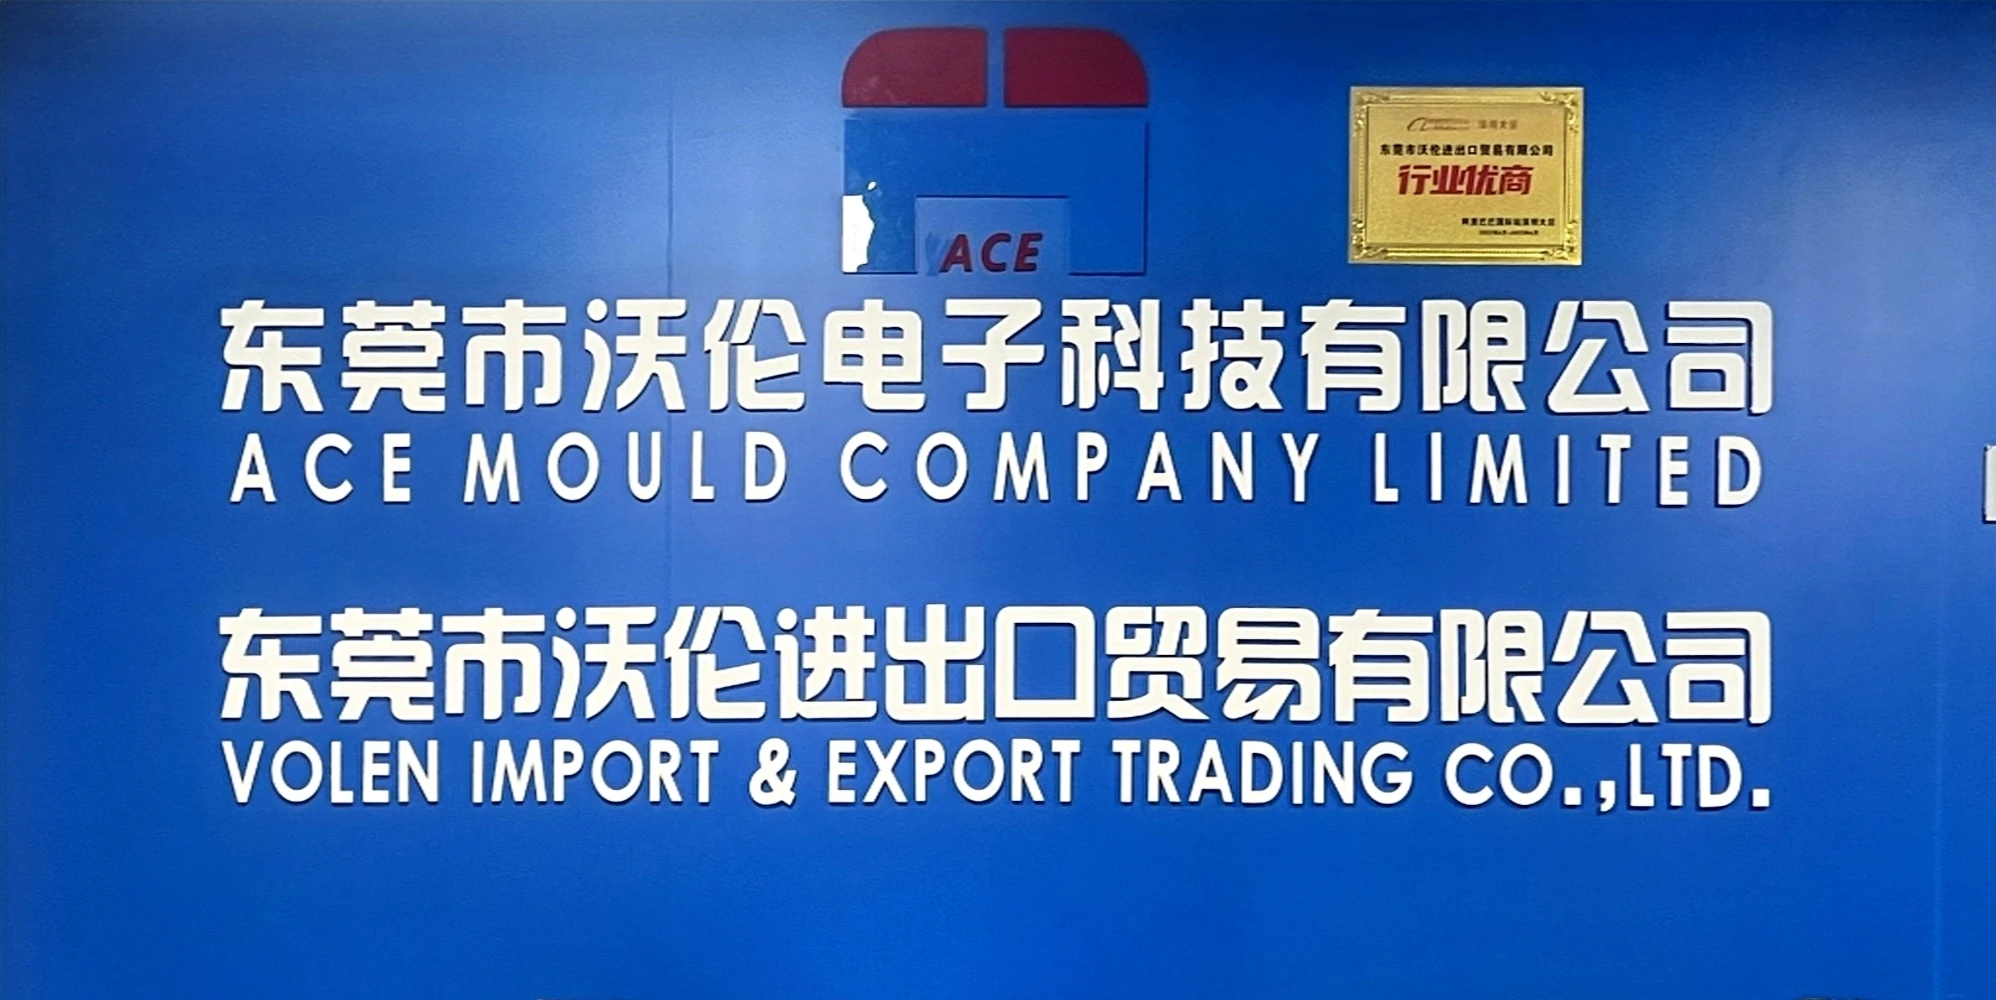 ACE
东莞市沃伦进出口贸易有限公司
行业优商
东莞市沃伦电子科技有限公司
ACE MOULD COMPANY LIMITED
东莞市沃伦进出口贸易有限公司
VOLEN IMPORT & EXPORT TRADING CO.,LTD.